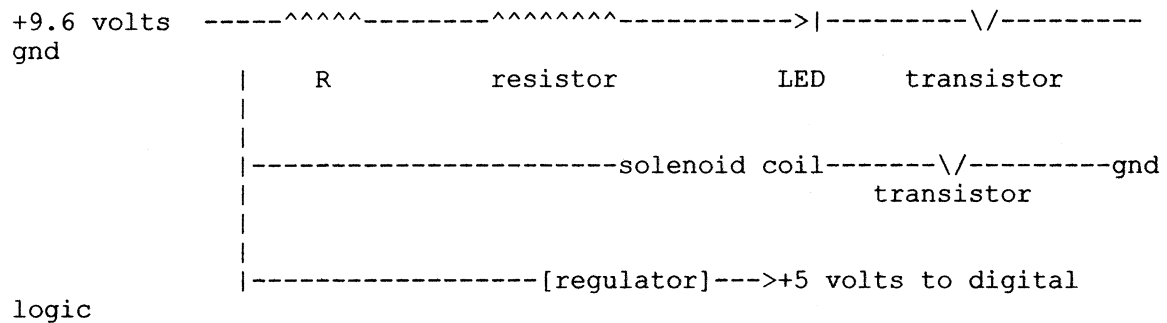 +9.6 volts  -----^^^^^--------^^^^^^^^------------>|---------\/---------
gnd
               |    R          resistor          LED     transistor
               |
               |
               |-----------------------solenoid coil-------\/---------gnd
               |                                       transistor
               |
               |
               |------------------[regulator]--->+5 volts to digital
logic